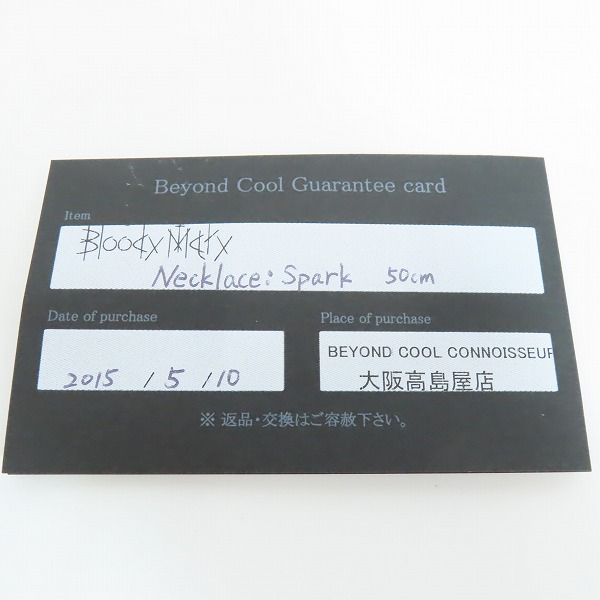 Beyond Cool Guarantee card
Item
Bloody Mary
Necklace: Spark 50cm
Date of purchase
Place of purchase
2015 / 5 / 10
BEYOND COOL CONNOISSEUR
大阪高島屋店
※ 返品・交換はご容赦下さい。